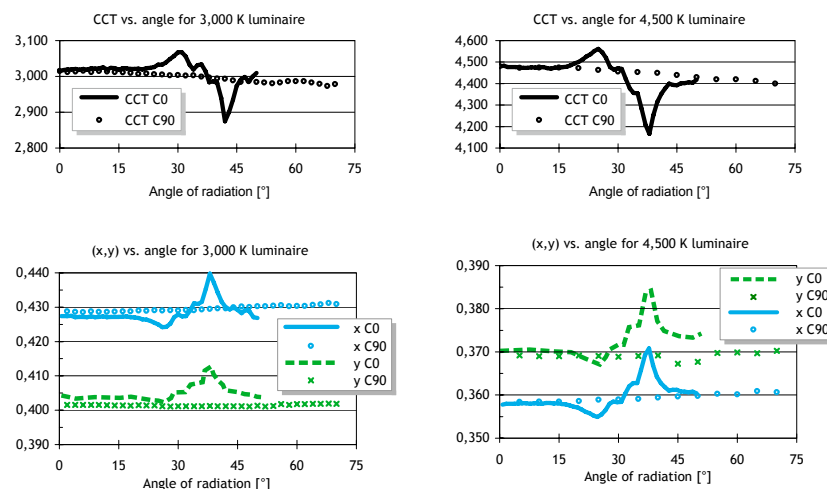 CCT vs. angle for 3,000 K luminaire
3,100
3,000
2,900
2,800
CCT C0
CCT C90
0 15 30 45 60 75
Angle of radiation [°]
CCT vs. angle for 4,500 K luminaire
4,600
4,500
4,400
4,300
4,200
4,100
CCT C0
CCT C90
0 15 30 45 60 75
Angle of radiation [°]
(x,y) vs. angle for 3,000 K luminaire
0,440
0,430
0,420
0,410
0,400
0,390
x C0
x C90
y C0
y C90
0 15 30 45 60 75
Angle of radiation [°]
(x,y) vs. angle for 4,500 K luminaire
0,390
0,380
0,370
0,360
0,350
y C0
y C90
x C0
x C90
0 15 30 45 60 75
Angle of radiation [°]